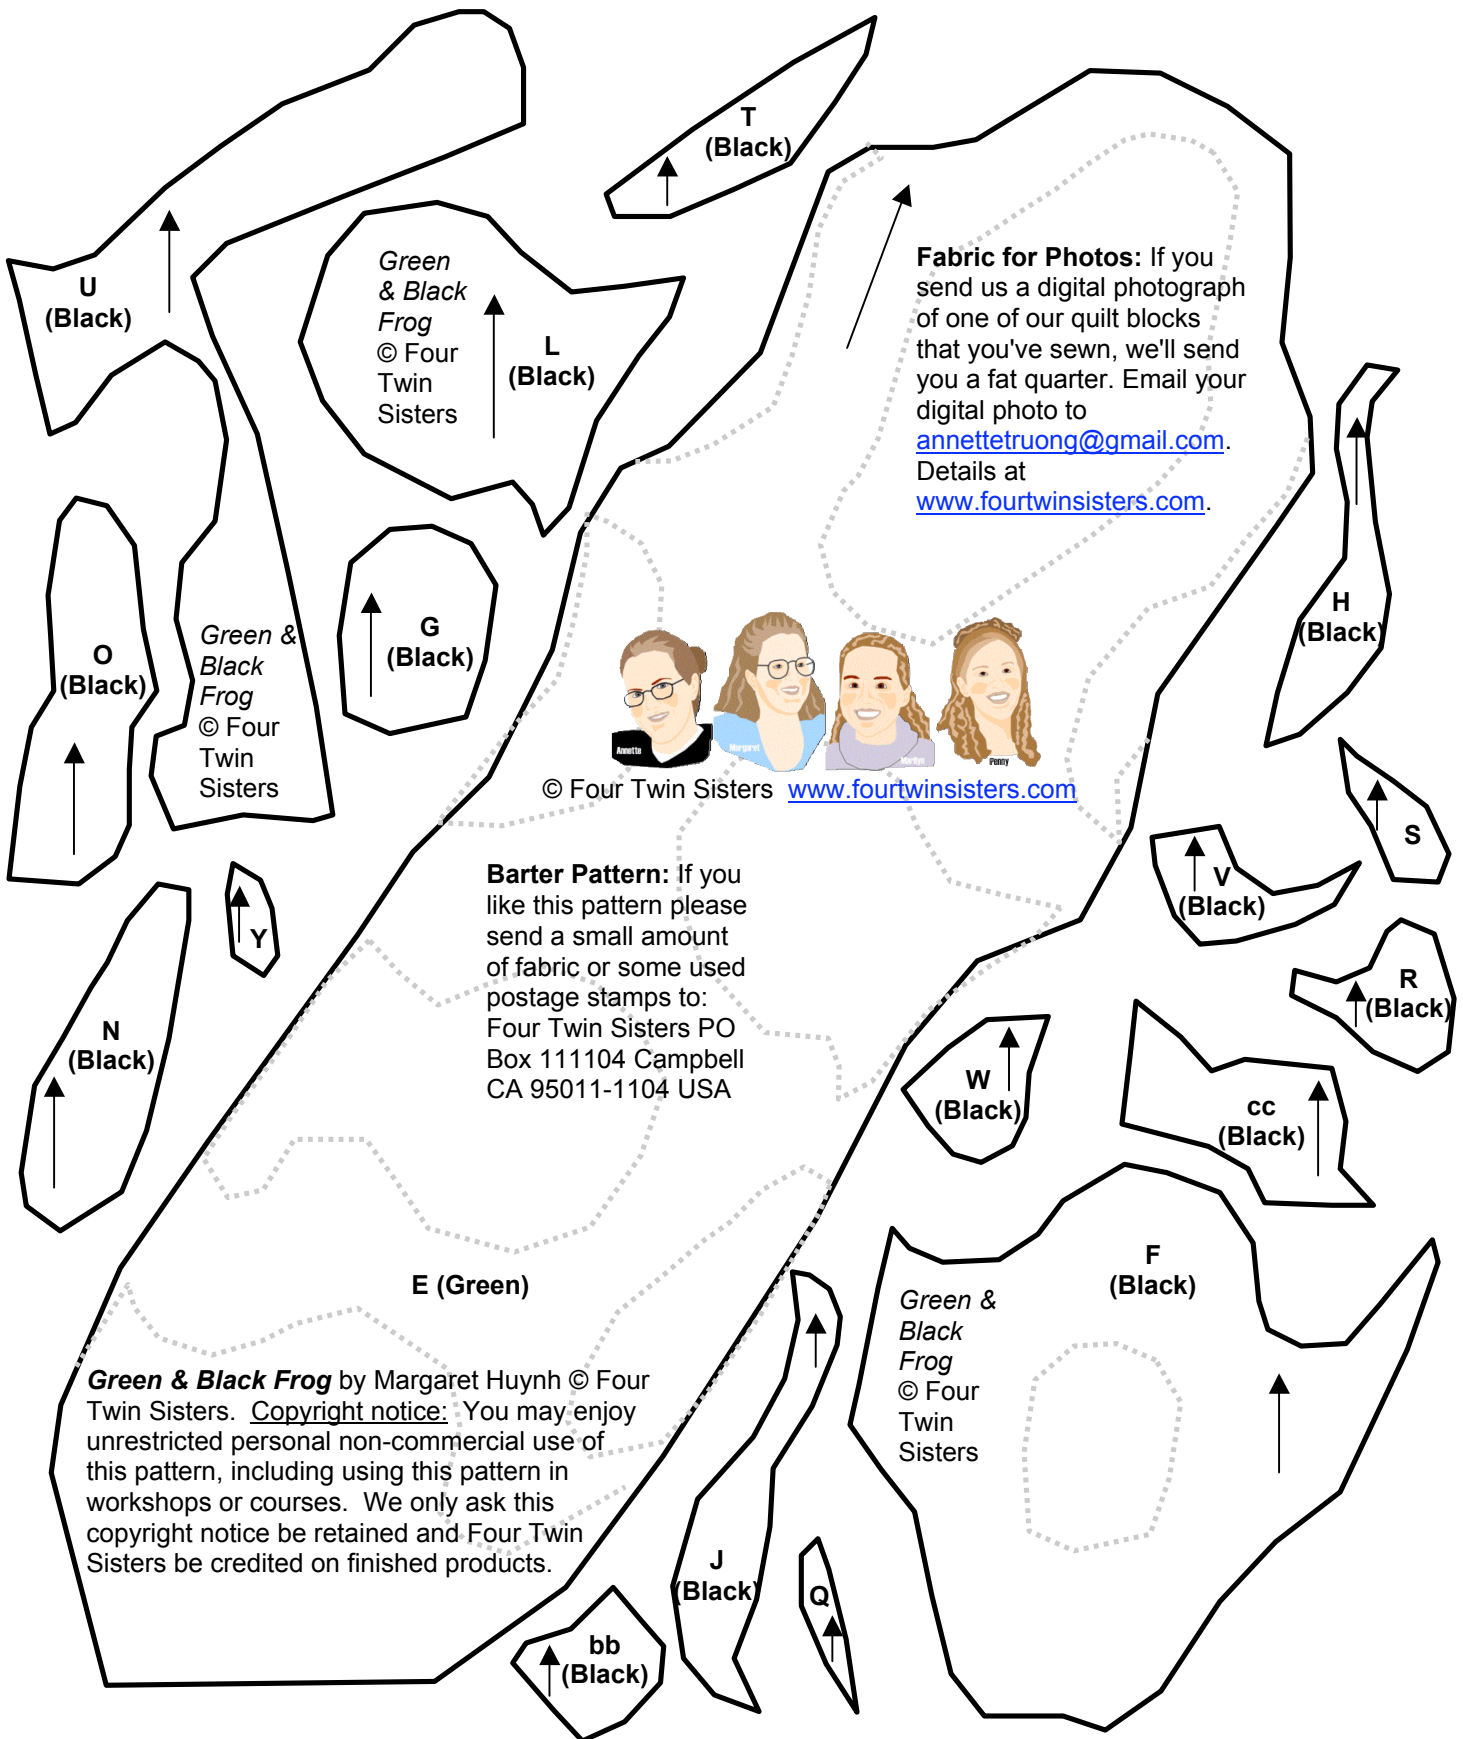 T
(Black)
U
(Black)
Green
& Black
Frog
© Four
Twin
Sisters
L
(Black)
Fabric for Photos: If you
send us a digital photograph
of one of our quilt blocks
that you've sewn, we'll send
you a fat quarter. Email your
digital photo to
annettetruong@gmail.com.
Details at
www.fourtwinsisters.com.
H
(Black)
G
(Black)
O
(Black)
Green &
Black
Frog
© Four
Twin
Sisters
Annette
Margaret
Marilyn
Penny
© Four Twin Sisters www.fourtwinsisters.com
S
V
(Black)
Barter Pattern: If you
like this pattern please
send a small amount
of fabric or some used
postage stamps to:
Four Twin Sisters PO
Box 111104 Campbell
CA 95011-1104 USA
Y
N
(Black)
R
(Black)
W
(Black)
cc
(Black)
E (Green)
F
(Black)
Green &
Black
Frog
© Four
Twin
Sisters
Green & Black Frog by Margaret Huynh © Four
Twin Sisters. Copyright notice: You may enjoy
unrestricted personal non-commercial use of
this pattern, including using this pattern in
workshops or courses. We only ask this
copyright notice be retained and Four Twin
Sisters be credited on finished products.
J
(Black)
Q
bb
(Black)